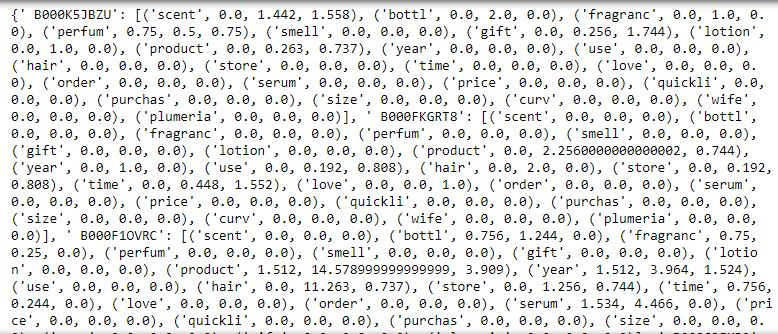 {' B000K5JBZU': [('scent', 0.0, 1.442, 1.558), ('bottl', 0.0, 2.0, 0.0), ('fragranc', 0.0, 1.0, 0.
0), ('perfum', 0.75, 0.5, 0.75), ('smell', 0.0, 0.0, 0.0), ('gift', 0.0, 0.256, 1.744), ('lotion',
0.0, 1.0, 0.0), ('product', 0.0, 0.263, 0.737), ('year', 0.0, 0.0, 0.0), ('use', 0.0, 0.0, 0.0),
('hair', 0.0, 0.0, 0.0), ('store', 0.0, 0.0, 0.0), ('time', 0.0, 0.0, 0.0), ('love', 0.0, 0.0, 0.
0), ('order', 0.0, 0.0, 0.0), ('serum', 0.0, 0.0, 0.0), ('price', 0.0, 0.0, 0.0), ('quickli', 0.0,
0.0, 0.0), ('purchas', 0.0, 0.0, 0.0), ('size', 0.0, 0.0, 0.0), ('curv', 0.0, 0.0, 0.0), ('wife',
0.0, 0.0, 0.0), ('plumeria', 0.0, 0.0, 0.0)], ' B000FKGRT8': [('scent', 0.0, 0.0, 0.0), ('bottl',
0.0, 0.0, 0.0), ('fragranc', 0.0, 0.0, 0.0), ('perfum', 0.0, 0.0, 0.0), ('smell', 0.0, 0.0, 0.0),
('gift', 0.0, 0.0, 0.0), ('lotion', 0.0, 0.0, 0.0), ('product', 0.0, 2.2560000000000002, 0.744),
('year', 0.0, 1.0, 0.0), ('use', 0.0, 0.192, 0.808), ('hair', 0.0, 2.0, 0.0), ('store', 0.0, 0.192,
0.808), ('time', 0.0, 0.448, 1.552), ('love', 0.0, 0.0, 1.0), ('order', 0.0, 0.0, 0.0), ('serum',
0.0, 0.0, 0.0), ('price', 0.0, 0.0, 0.0), ('quickli', 0.0, 0.0, 0.0), ('purchas', 0.0, 0.0, 0.0),
('size', 0.0, 0.0, 0.0), ('curv', 0.0, 0.0, 0.0), ('wife', 0.0, 0.0, 0.0), ('plumeria', 0.0, 0.0,
0.0)], ' B000F1OVRC': [('scent', 0.0, 0.0, 0.0), ('bottl', 0.756, 1.244, 0.0), ('fragranc', 0.75,
0.25, 0.0), ('perfum', 0.0, 0.0, 0.0), ('smell', 0.0, 0.0, 0.0), ('gift', 0.0, 0.0, 0.0), ('lotio
n', 0.0, 0.0, 0.0), ('product', 1.512, 14.578999999999999, 3.909), ('year', 1.512, 3.964, 1.524),
('use', 0.0, 0.0, 0.0), ('hair', 0.0, 11.263, 0.737), ('store', 0.0, 1.256, 0.744), ('time', 0.756,
0.244, 0.0), ('love', 0.0, 0.0, 0.0), ('order', 0.0, 0.0, 0.0), ('serum', 1.534, 4.466, 0.0), ('pri
ce', 0.0, 0.0, 0.0), ('quickli', 0.0, 0.0, 0.0), ('purchas', 0.0, 0.0, 0.0), ('size', 0.0, 0.0, 0.